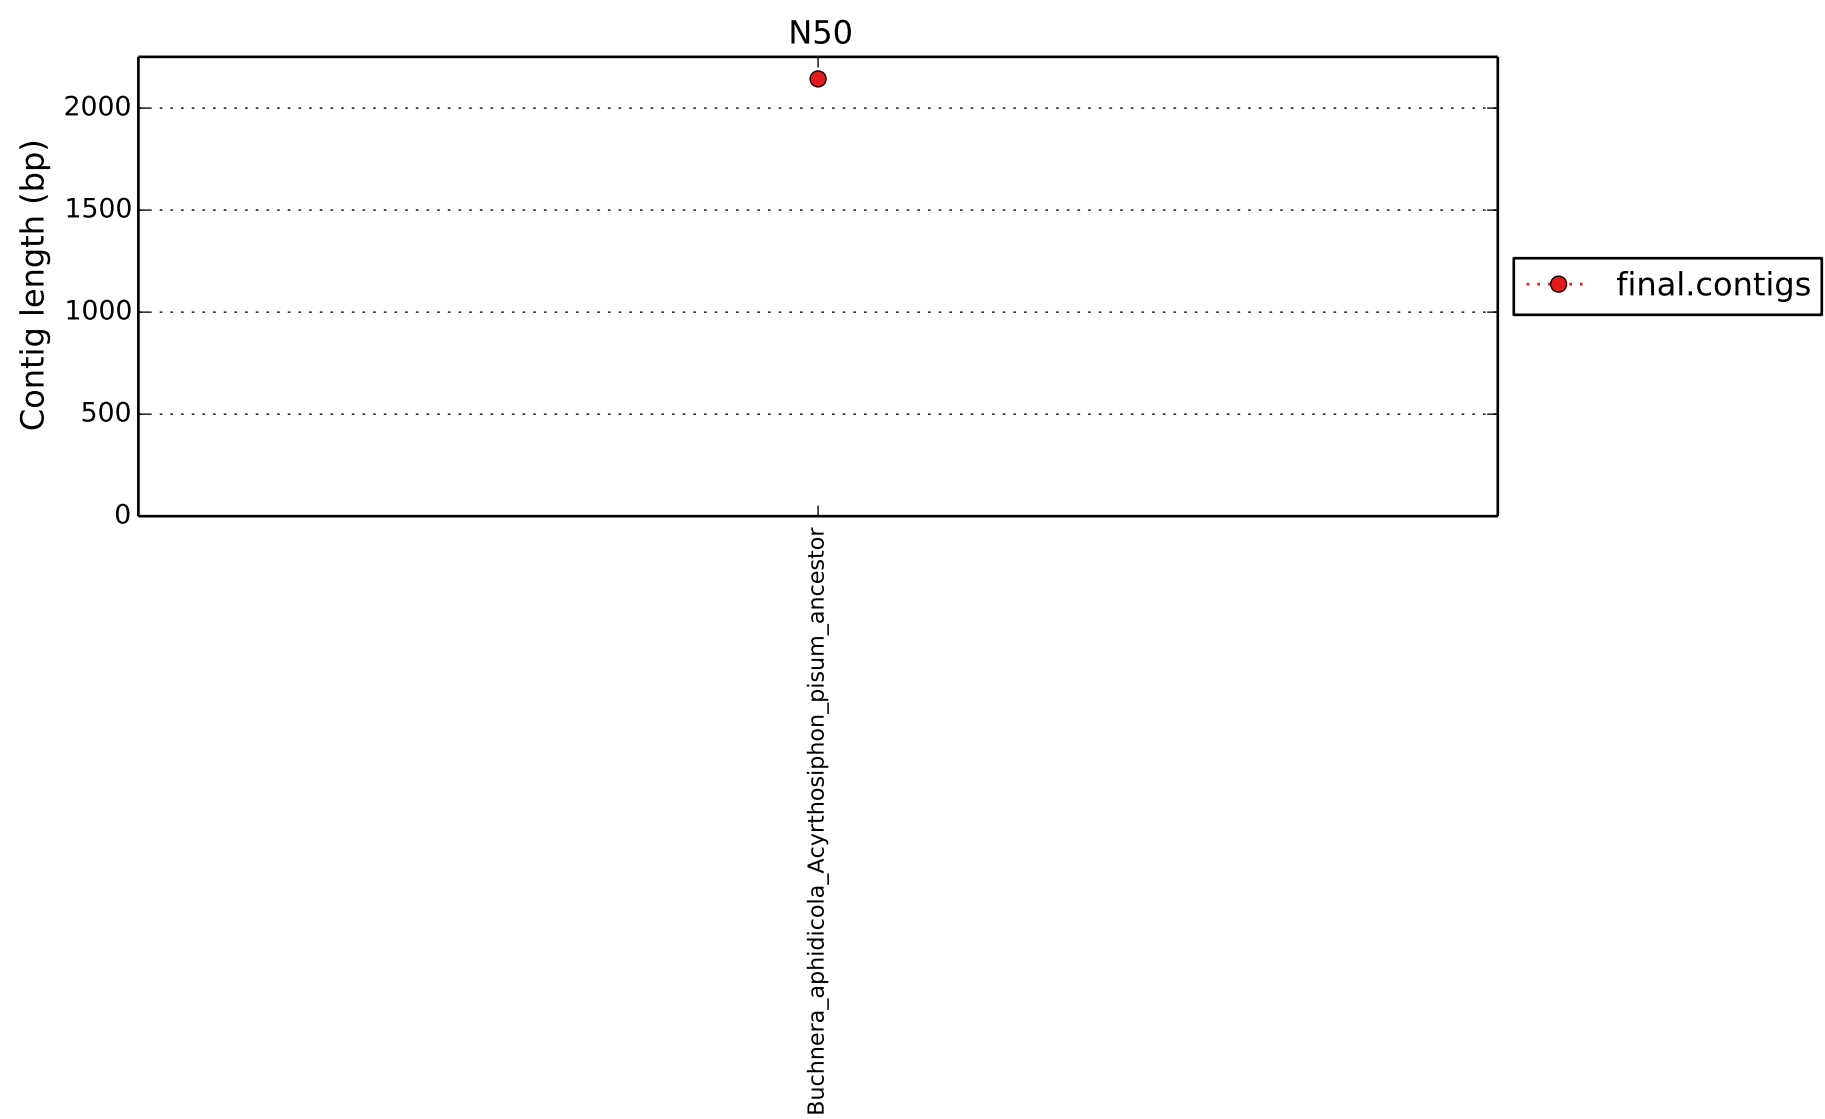 N50
Contig length (bp)
2000
1500
1000
500
0
final.contigs
Buchnera_aphidicola_Acyrthosiphon_pisum_ancestor